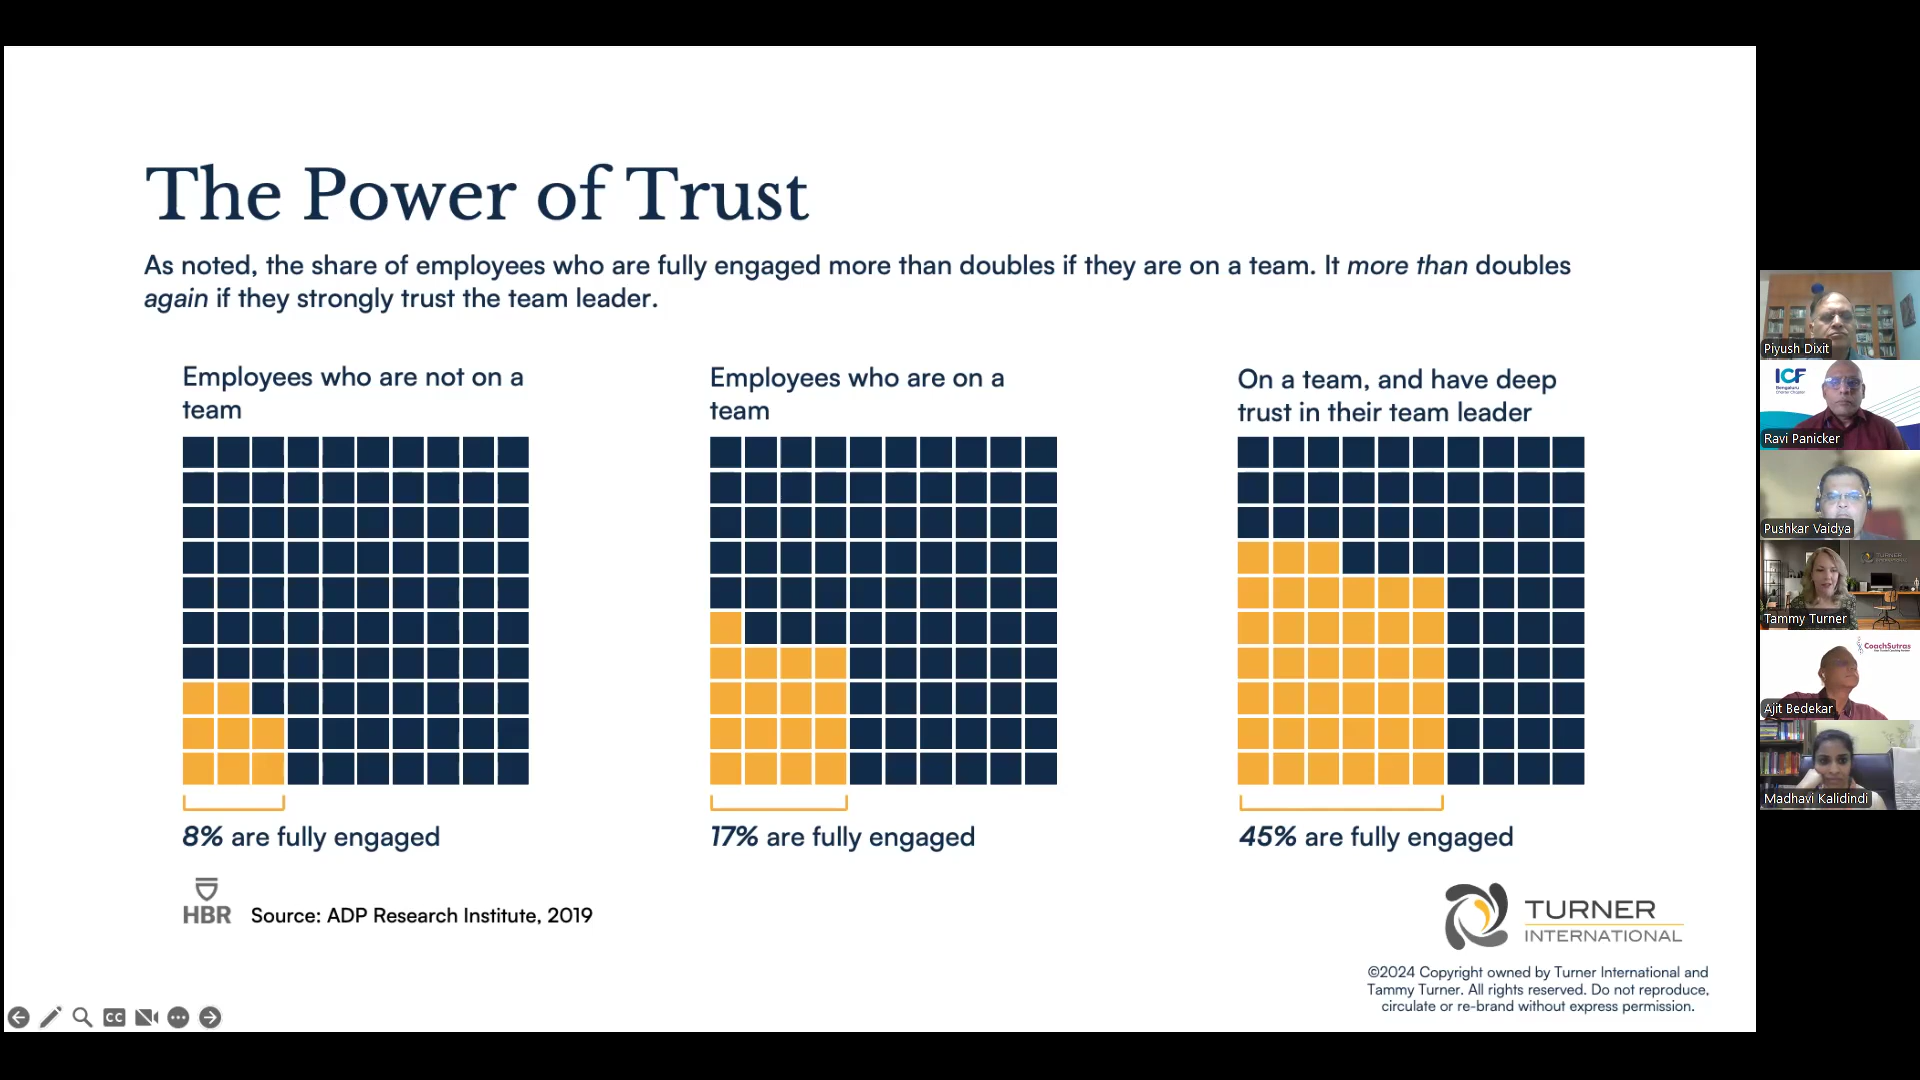 The Power of Trust
As noted, the share of employees who are fully engaged more than doubles if they are on a team. It more than doubles
again if they strongly trust the team leader.
Employees who are not on a
team
Employees who are on a
team
On a team, and have deep
trust in their team leader
8% are fully engaged
17% are fully engaged
45% are fully engaged
HBR
Source: ADP Research Institute, 2019
TURNER
INTERNATIONAL
©2024 Copyright owned by Turner International and
Tammy Turner. All rights reserved. Do not reproduce,
circulate or re-brand without express permission.
CC
Piyush Dixit
ICF
Bengaluru
Charter Chapter
Ravi Panicker
Pushkar Vaidya
TURNER
Tammy Turner
CoachSutras
Ajit Bedekar
Madhavi Kalidindi